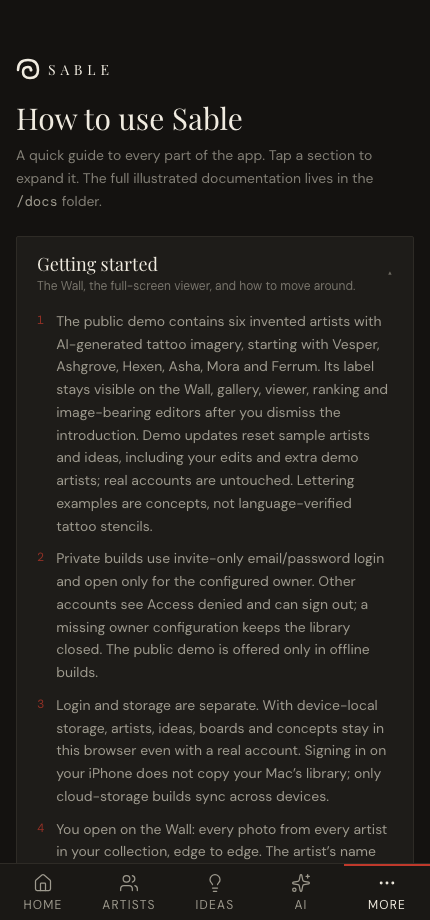 SABLE
How to use Sable
A quick guide to every part of the app. Tap a section to
expand it. The full illustrated documentation lives in the
/docs folder.
Getting started
The Wall, the full-screen viewer, and how to move around.
1 The public demo contains six invented artists with
AI-generated tattoo imagery, starting with Vesper,
Ashgrove, Hexen, Asha, Mora and Ferrum. Its label
stays visible on the Wall, gallery, viewer, ranking and
image-bearing editors after you dismiss the
introduction. Demo updates reset sample artists
and ideas, including your edits and extra demo
artists; real accounts are untouched. Lettering
examples are concepts, not language-verified
tattoo stencils.
2 Private builds use invite-only email/password login
and open only for the configured owner. Other
accounts see Access denied and can sign out; a
missing owner configuration keeps the library
closed. The public demo is offered only in offline
builds.
3 Login and storage are separate. With device-local
storage, artists, ideas, boards and concepts stay in
this browser even with a real account. Signing in on
your iPhone does not copy your Mac's library; only
cloud-storage builds sync across devices.
4 You open on the Wall: every photo from every artist
in your collection, edge to edge. The artist's name
HOME ARTISTS IDEAS AI MORE